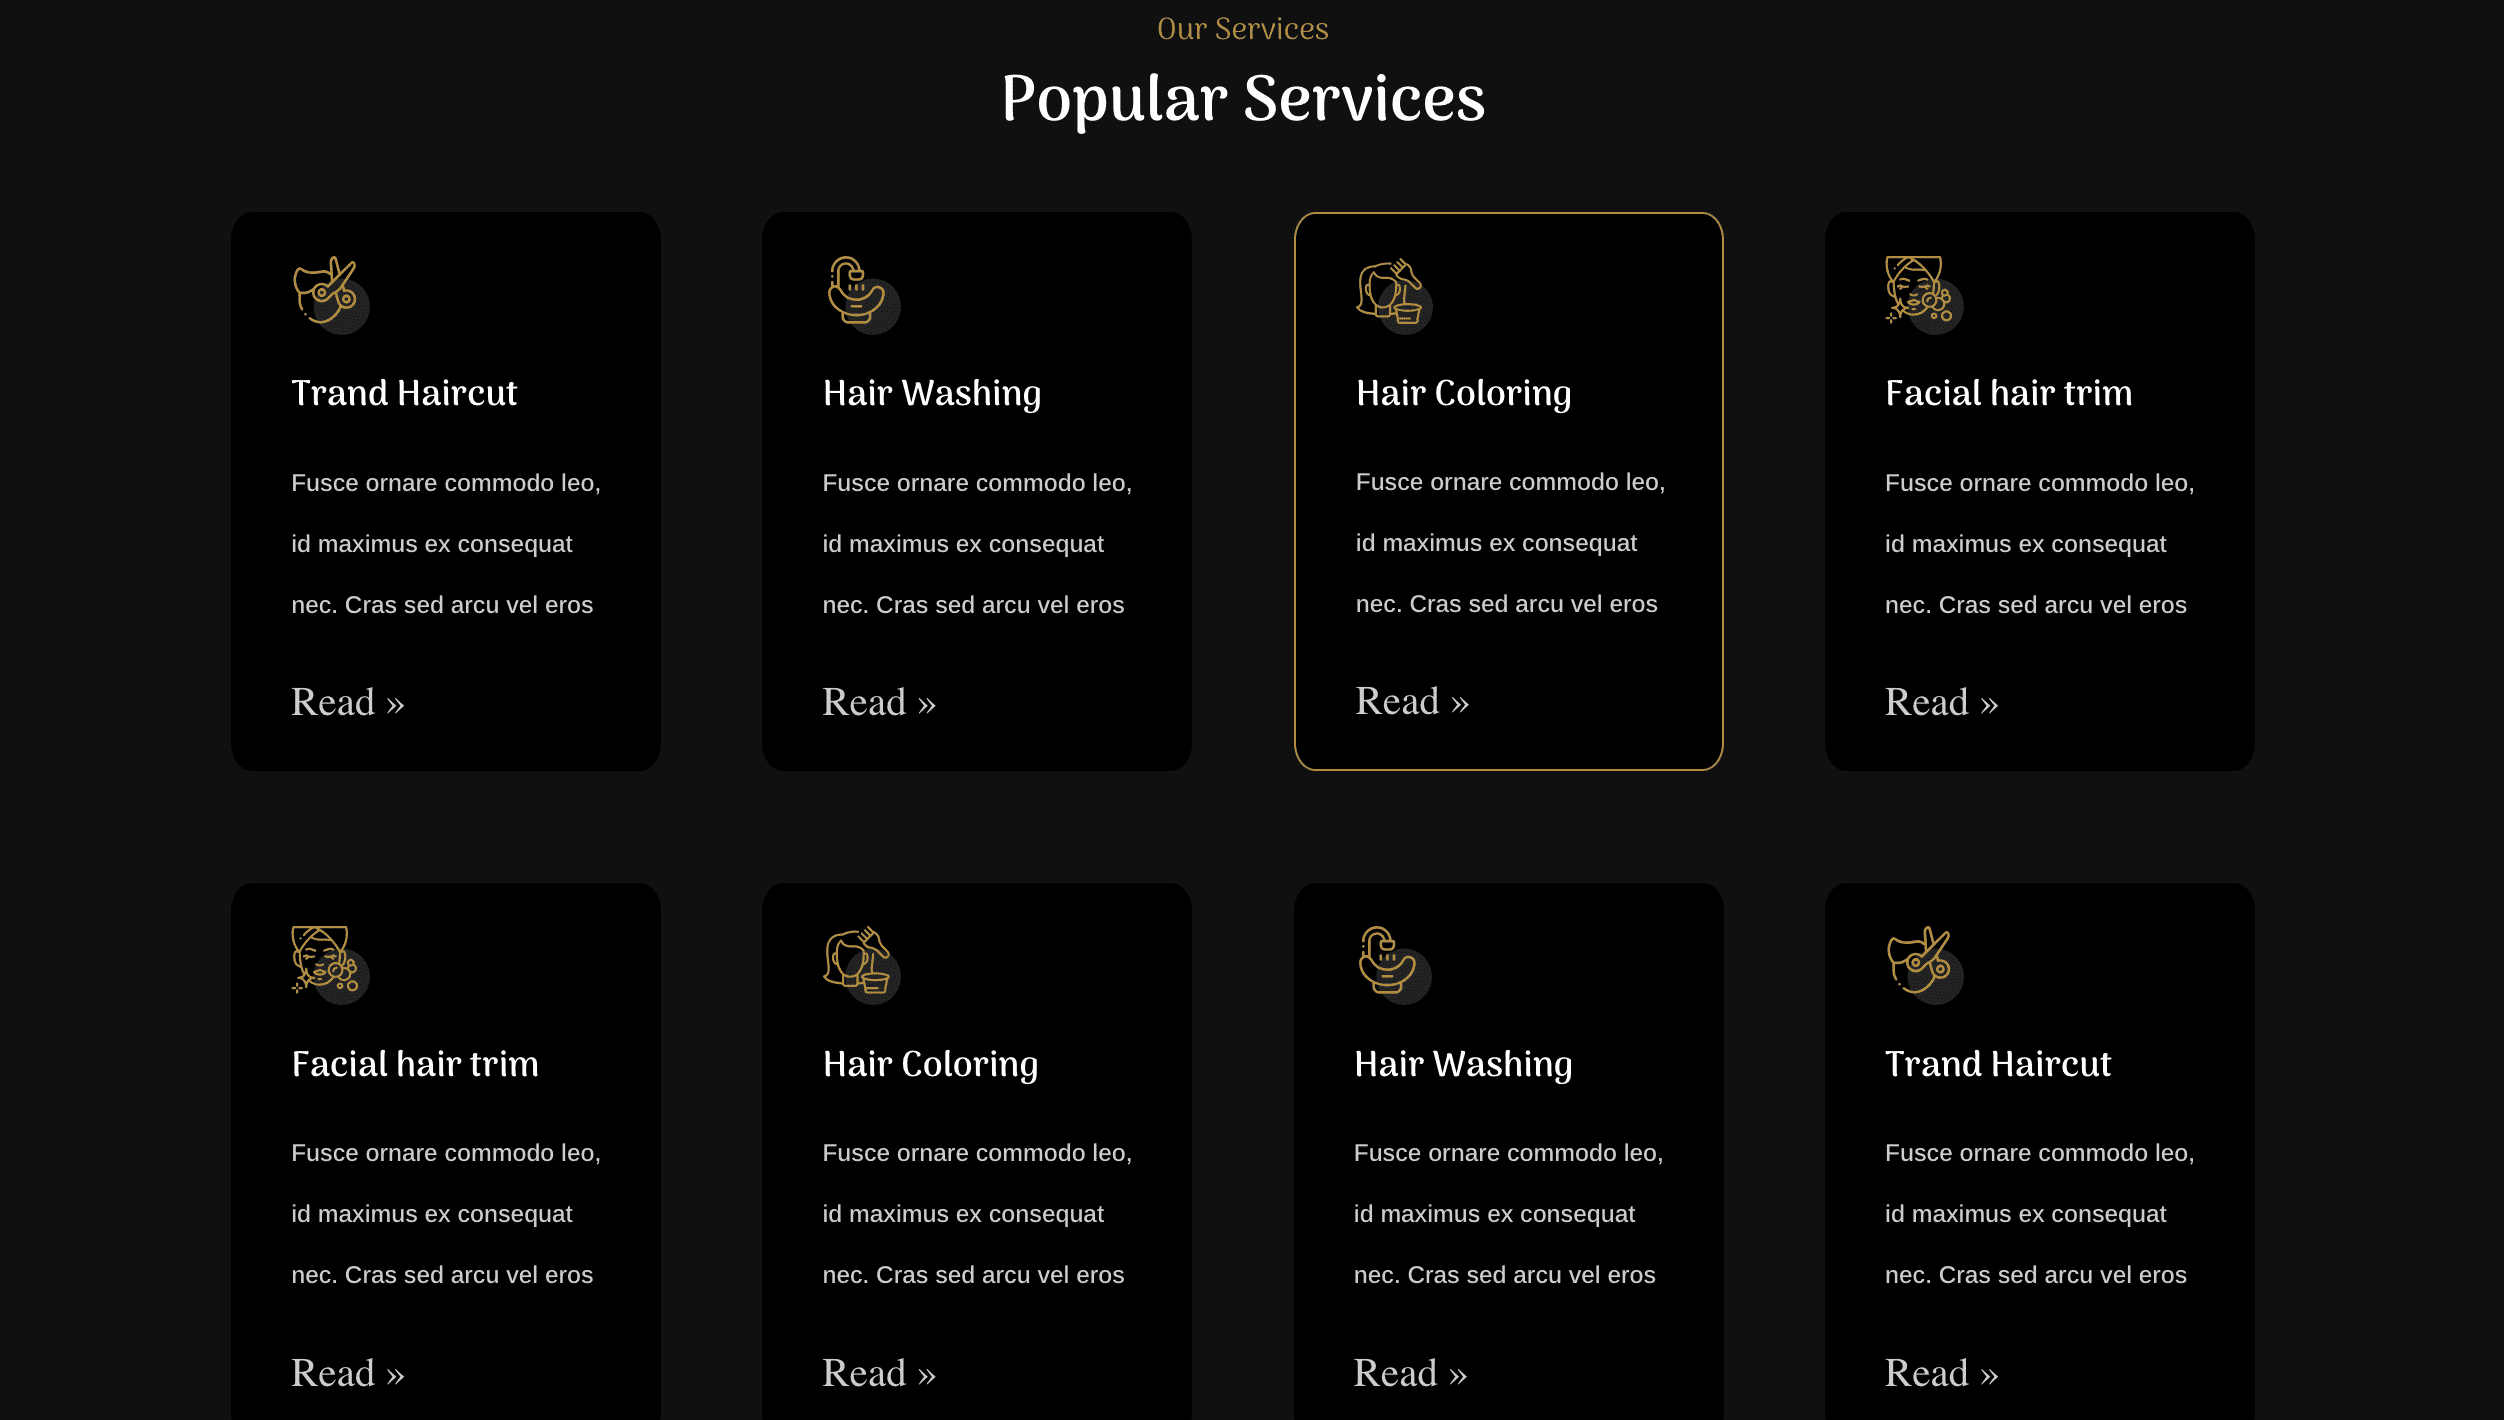 Our Services
Popular Services
Trand Haircut
Fusce ornare commodo leo,
id maximus ex consequat
nec. Cras sed arcu vel eros
Read »
Hair Washing
Fusce ornare commodo leo,
id maximus ex consequat
nec. Cras sed arcu vel eros
Read »
Hair Coloring
Fusce ornare commodo leo,
id maximus ex consequat
nec. Cras sed arcu vel eros
Read »
Facial hair trim
Fusce ornare commodo leo,
id maximus ex consequat
nec. Cras sed arcu vel eros
Read »
Facial hair trim
Fusce ornare commodo leo,
id maximus ex consequat
nec. Cras sed arcu vel eros
Read »
Hair Coloring
Fusce ornare commodo leo,
id maximus ex consequat
nec. Cras sed arcu vel eros
Read »
Hair Washing
Fusce ornare commodo leo,
id maximus ex consequat
nec. Cras sed arcu vel eros
Read »
Trand Haircut
Fusce ornare commodo leo,
id maximus ex consequat
nec. Cras sed arcu vel eros
Read »